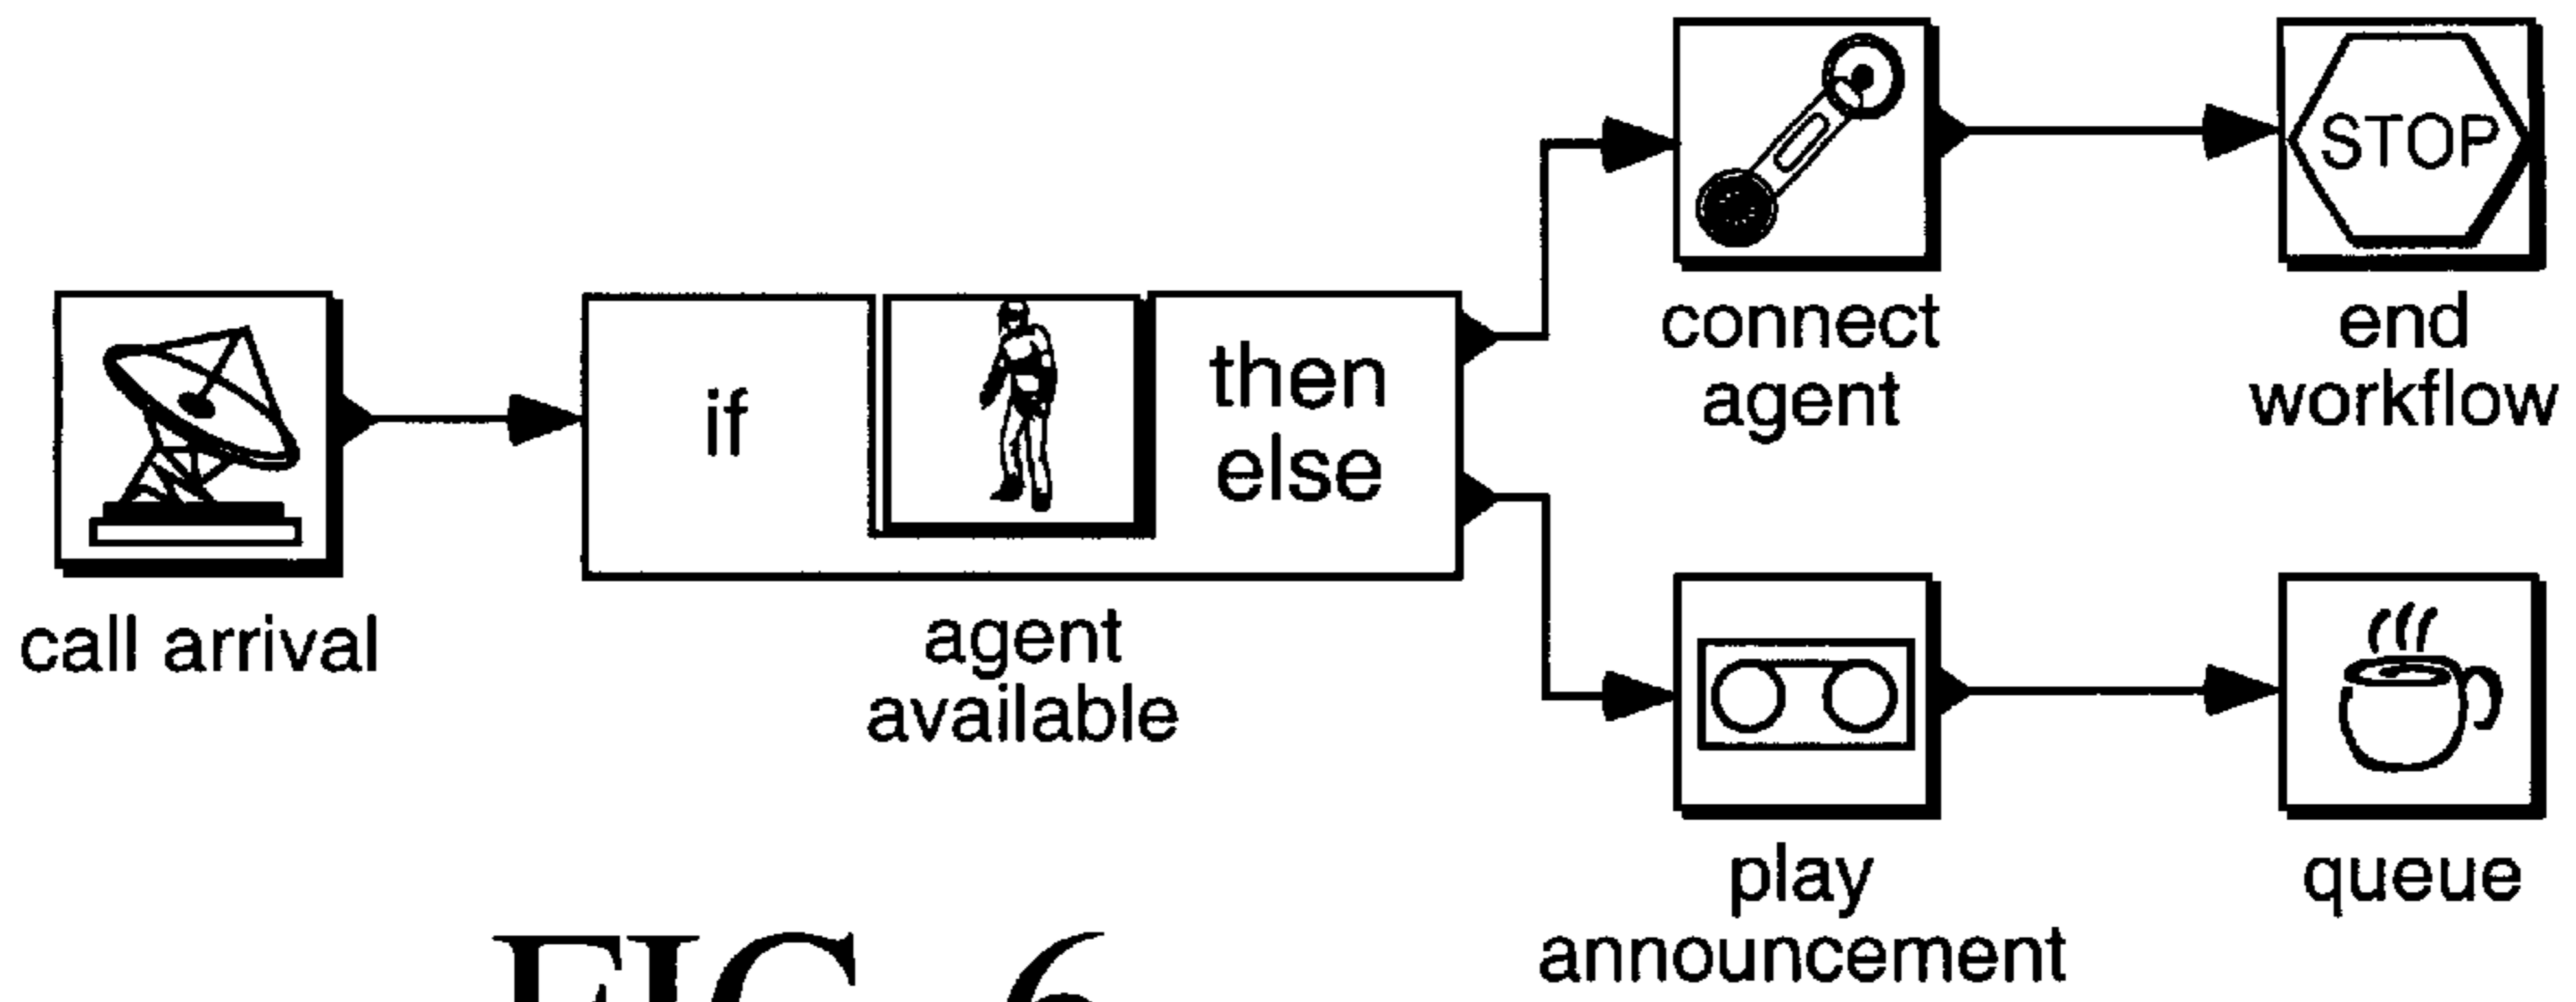 call arrival
if
then
else
agent
available
connect
agent
STOP
end
workflow
play
announcement
queue
FIG. 6